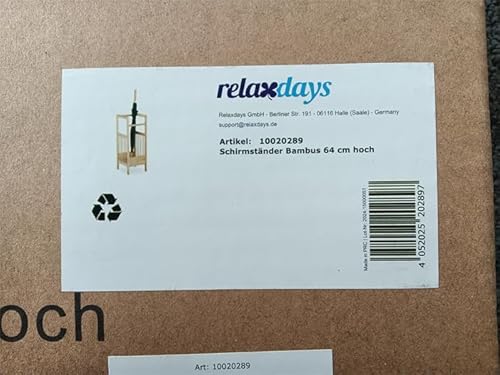 relaxdays
Relaxdays GmbH - Berliner Str. 191 - 06116 Halle (Saale) - Germany
support@relaxdays.de
Artikel: 10020289
Schirmständer Bambus 64 cm hoch
4 052025 202897
och
Art: 10020289